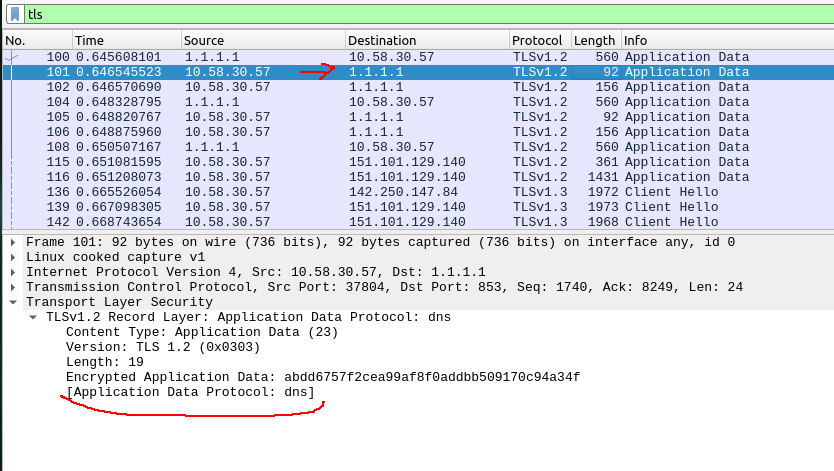 tls
No. Time Source Destination Protocol Length Info
100 0.645608101 1.1.1.1 10.58.30.57 TLSv1.2 560 Application Data
101 0.646545523 10.58.30.57 1.1.1.1 TLSv1.2 92 Application Data
102 0.646570690 10.58.30.57 1.1.1.1 TLSv1.2 156 Application Data
104 0.648328795 1.1.1.1 10.58.30.57 TLSv1.2 560 Application Data
105 0.648820767 10.58.30.57 1.1.1.1 TLSv1.2 92 Application Data
106 0.648875960 10.58.30.57 1.1.1.1 TLSv1.2 156 Application Data
108 0.650507167 1.1.1.1 10.58.30.57 TLSv1.2 560 Application Data
115 0.651081595 10.58.30.57 151.101.129.140 TLSv1.2 361 Application Data
116 0.651208073 10.58.30.57 151.101.129.140 TLSv1.2 1431 Application Data
136 0.665526054 10.58.30.57 142.250.147.84 TLSv1.3 1972 Client Hello
139 0.667098305 10.58.30.57 151.101.129.140 TLSv1.3 1973 Client Hello
142 0.668743654 10.58.30.57 151.101.129.140 TLSv1.3 1968 Client Hello
Frame 101: 92 bytes on wire (736 bits), 92 bytes captured (736 bits) on interface any, id 0
Linux cooked capture v1
Internet Protocol Version 4, Src: 10.58.30.57, Dst: 1.1.1.1
Transmission Control Protocol, Src Port: 37804, Dst Port: 853, Seq: 1740, Ack: 8249, Len: 24
Transport Layer Security
TLSv1.2 Record Layer: Application Data Protocol: dns
Content Type: Application Data (23)
Version: TLS 1.2 (0x0303)
Length: 19
Encrypted Application Data: abdd6757f2cea99af8f0addbb509170c94a34f
[Application Data Protocol: dns]